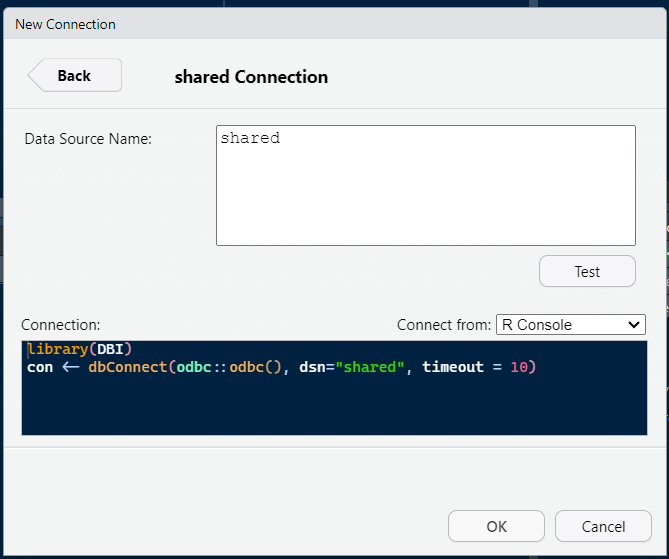 New Connection
Back
shared Connection
Data Source Name:
shared
Test
Connection:
Connect from: R Console
library(DBI)
con <- dbConnect(odbc::odbc(), dsn="shared", timeout = 10)
OK
Cancel